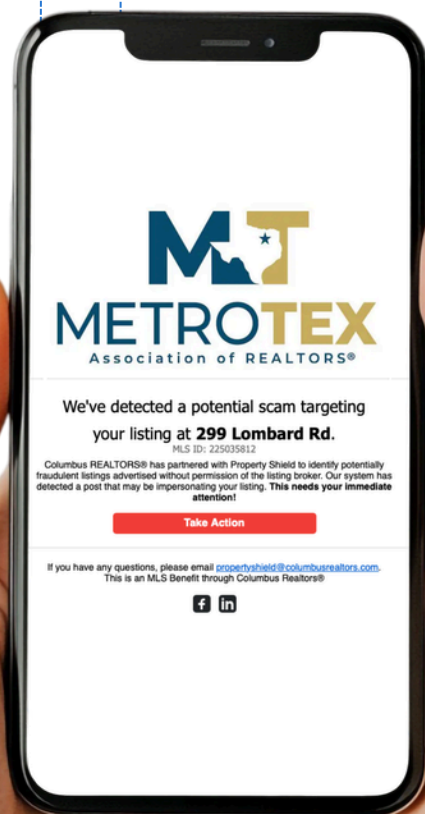 MT
METROTEX
Association of REALTORS®
We've detected a potential scam targeting
your listing at 299 Lombard Rd.
MLS ID: 225035812
Columbus REALTORS® has partnered with Property Shield to identify potentially
fraudulent listings advertised without permission of the listing broker. Our system has
detected a post that may be impersonating your listing. This needs your immediate
attention!
Take Action
If you have any questions, please email propertyshield@columbusrealtors.com.
This is an MLS Benefit through Columbus Realtors®
f in